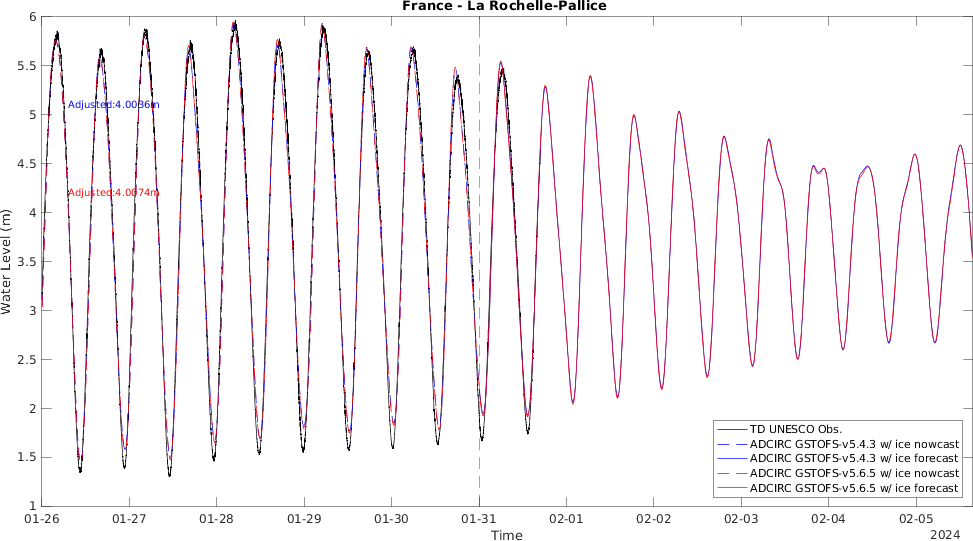 France - La Rochelle-Pallice
6
5.5
5
4.5
4
3.5
3
2.5
2
1.5
1
Water Level (m)
Adjusted:4.0036m
Adjusted:4.0074m
TD UNESCO Obs.
ADCIRC GSTOFS-v5.4.3 w/ ice nowcast
ADCIRC GSTOFS-v5.4.3 w/ ice forecast
ADCIRC GSTOFS-v5.6.5 w/ ice nowcast
ADCIRC GSTOFS-v5.6.5 w/ ice forecast
01-26 01-27 01-28 01-29 01-30 01-31 02-01 02-02 02-03 02-04 02-05
Time
2024